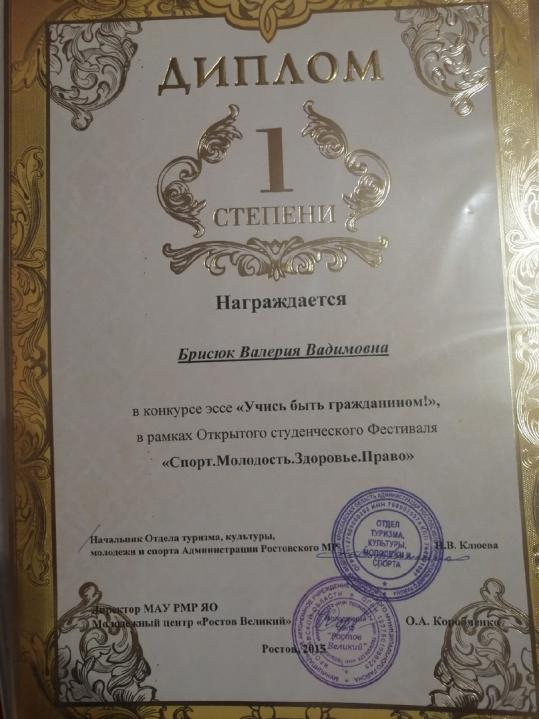 ДИПЛОМ
1
СТЕПЕНИ
Награждается
Брисюк Валерия Вадимовна
в конкурсе эссе «Учись быть гражданином!»,
в рамках Открытого студенческого Фестиваля
«Спорт.Молодость.Здоровье.Право»
Начальник Отдела туризма, культуры,
молодежи и спорта Администрации Ростовского МР Н.В. Клюева
ОТДЕЛ
ТУРИЗМА,
КУЛЬТУРЫ,
МОЛОДЕЖИ И
СПОРТА
Директор МАУ РМР ЯО
Молодежный центр «Ростов Великий» О.А. Коробченко
"Ростов
Великий"
Ростов, 2015